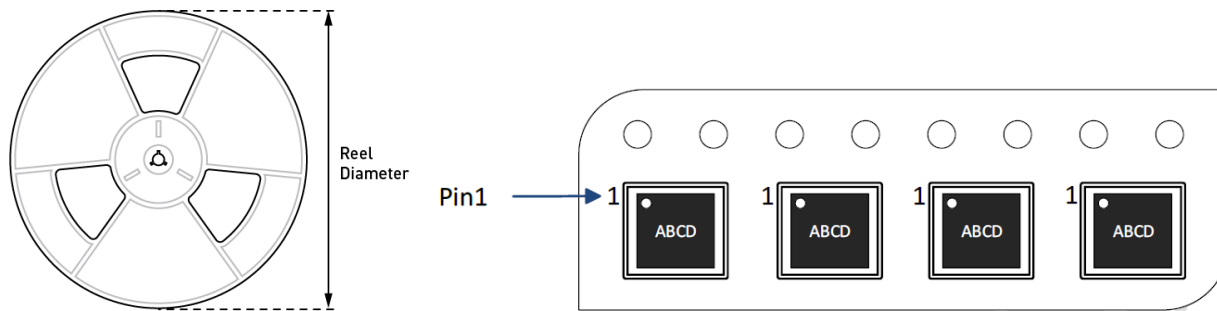 Reel
Diameter
Pin1
1 1 1 1
ABCD ABCD ABCD ABCD